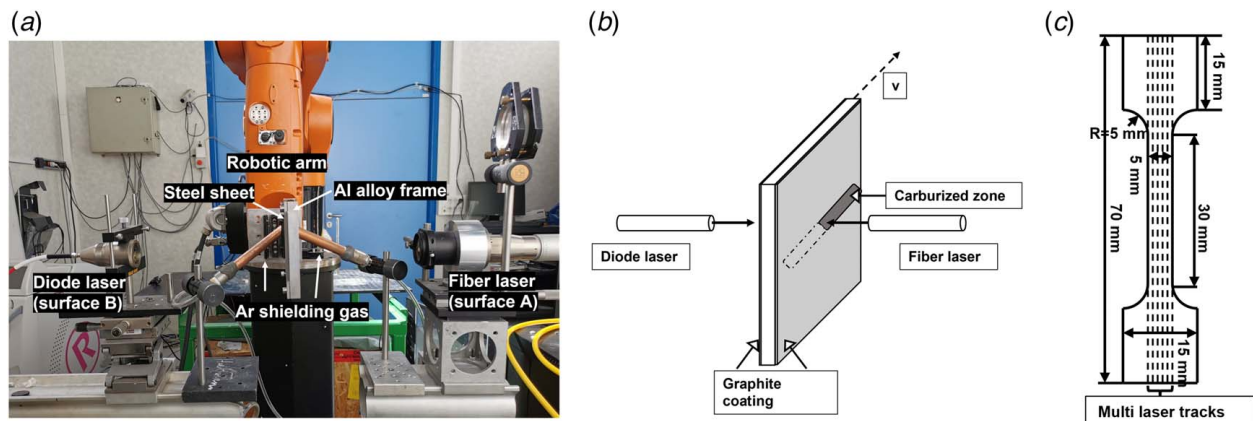 (a)
Robotic arm
Steel sheet
Al alloy frame
Diode laser
(surface B)
Fiber laser
(surface A)
Ar shielding gas
(b)
v
Carburized zone
Diode laser
Fiber laser
Graphite
coating
(c)
15 mm
R=5 mm
5 mm
70 mm
30 mm
15 mm
Multi laser tracks